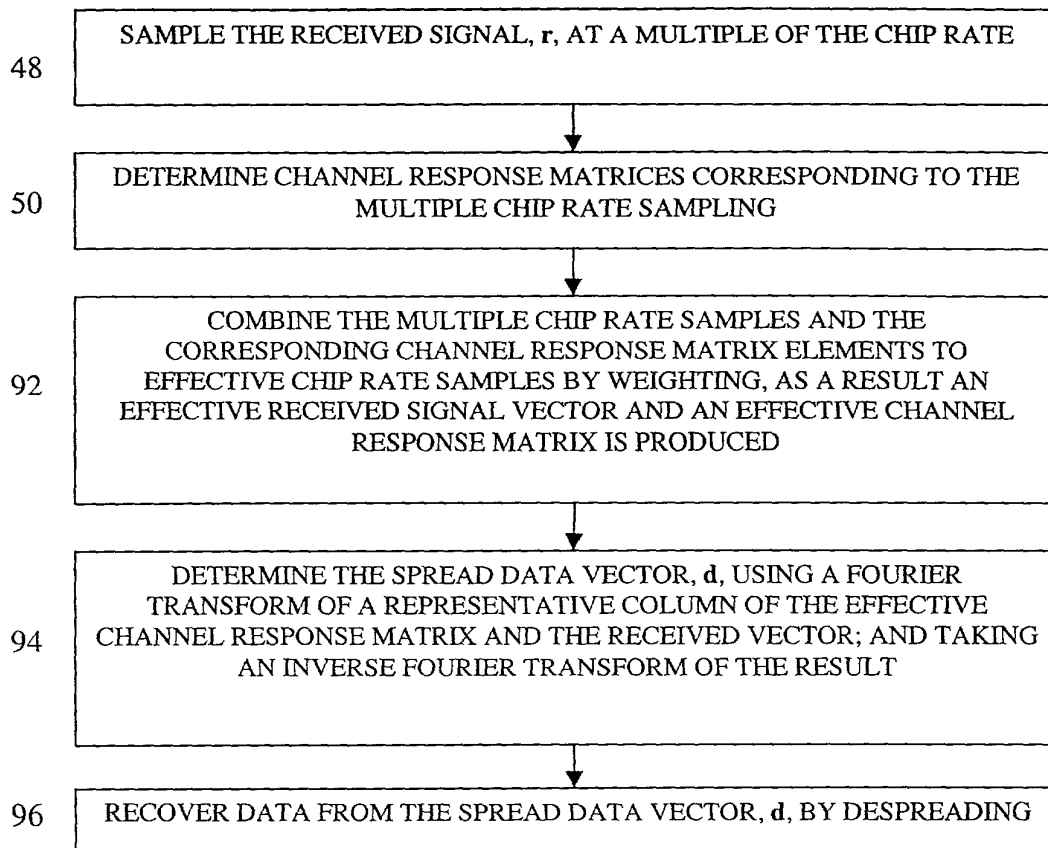 SAMPLE THE RECEIVED SIGNAL, r, AT A MULTIPLE OF THE CHIP RATE
48
DETERMINE CHANNEL RESPONSE MATRICES CORRESPONDING TO THE
MULTIPLE CHIP RATE SAMPLING
50
COMBINE THE MULTIPLE CHIP RATE SAMPLES AND THE
CORRESPONDING CHANNEL RESPONSE MATRIX ELEMENTS TO
EFFECTIVE CHIP RATE SAMPLES BY WEIGHTING, AS A RESULT AN
EFFECTIVE RECEIVED SIGNAL VECTOR AND AN EFFECTIVE CHANNEL
RESPONSE MATRIX IS PRODUCED
92
DETERMINE THE SPREAD DATA VECTOR, d, USING A FOURIER
TRANSFORM OF A REPRESENTATIVE COLUMN OF THE EFFECTIVE
CHANNEL RESPONSE MATRIX AND THE RECEIVED VECTOR; AND TAKING
AN INVERSE FOURIER TRANSFORM OF THE RESULT
94
RECOVER DATA FROM THE SPREAD DATA VECTOR, d, BY DESPREADING
96